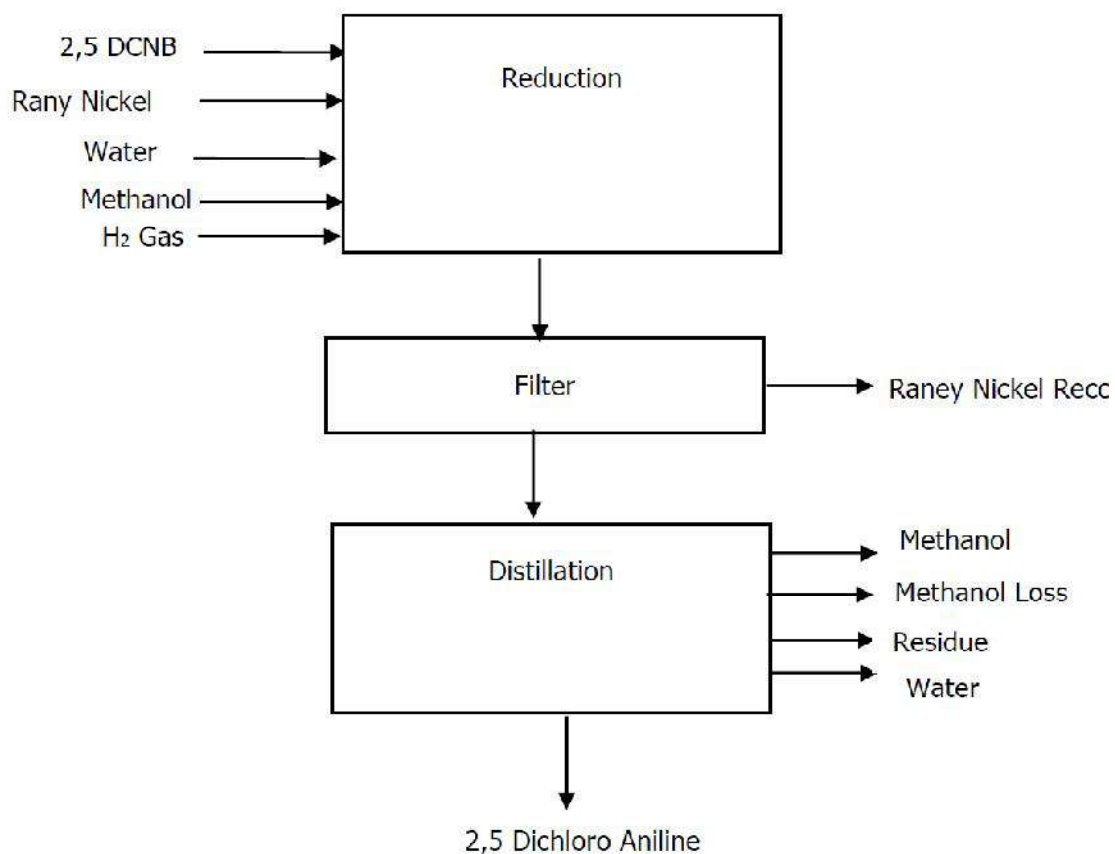 2,5 DCNB
Reduction
Rany Nickel
Water
Methanol
H₂ Gas
Filter
Raney Nickel Recc
Distillation
Methanol
Methanol Loss
Residue
Water
2,5 Dichloro Aniline